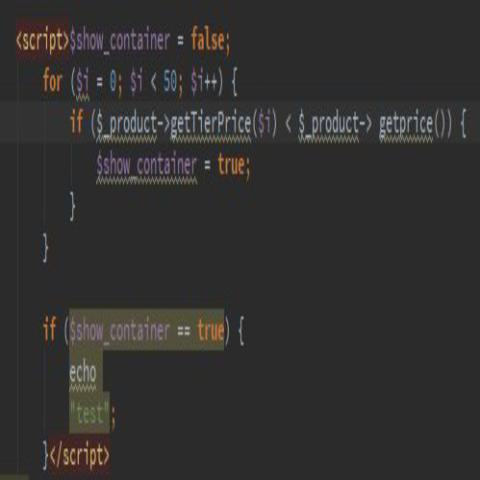 <script>$show_container = false;
for ($i = 0; $i < 50; $i++) {
if ($_product->getTierPrice($i) < $_product-> getprice()) {
$show_container = true;
}
}
if ($show_container == true) {
echo
"test";
}</script>